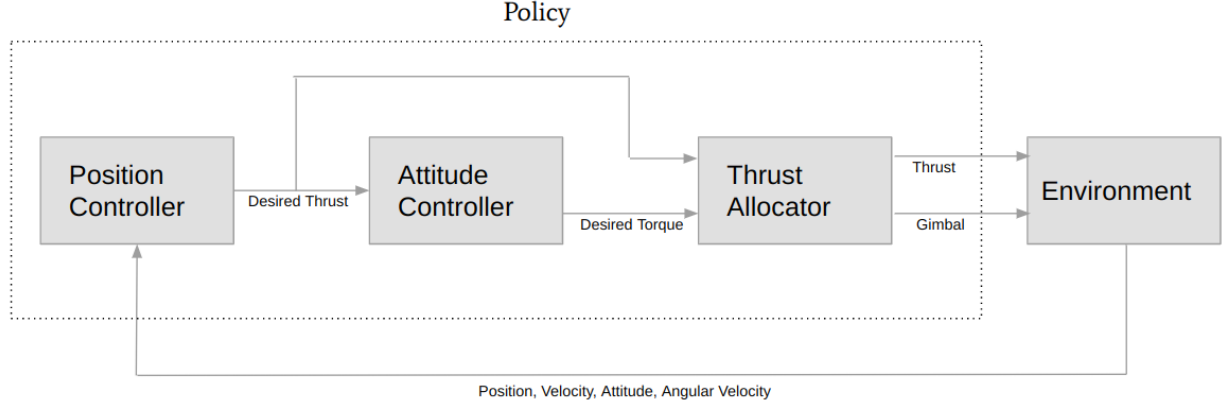 Policy
Position
Controller
Desired Thrust
Attitude
Controller
Desired Torque
Thrust
Allocator
Thrust
Gimbal
Environment
Position, Velocity, Attitude, Angular Velocity